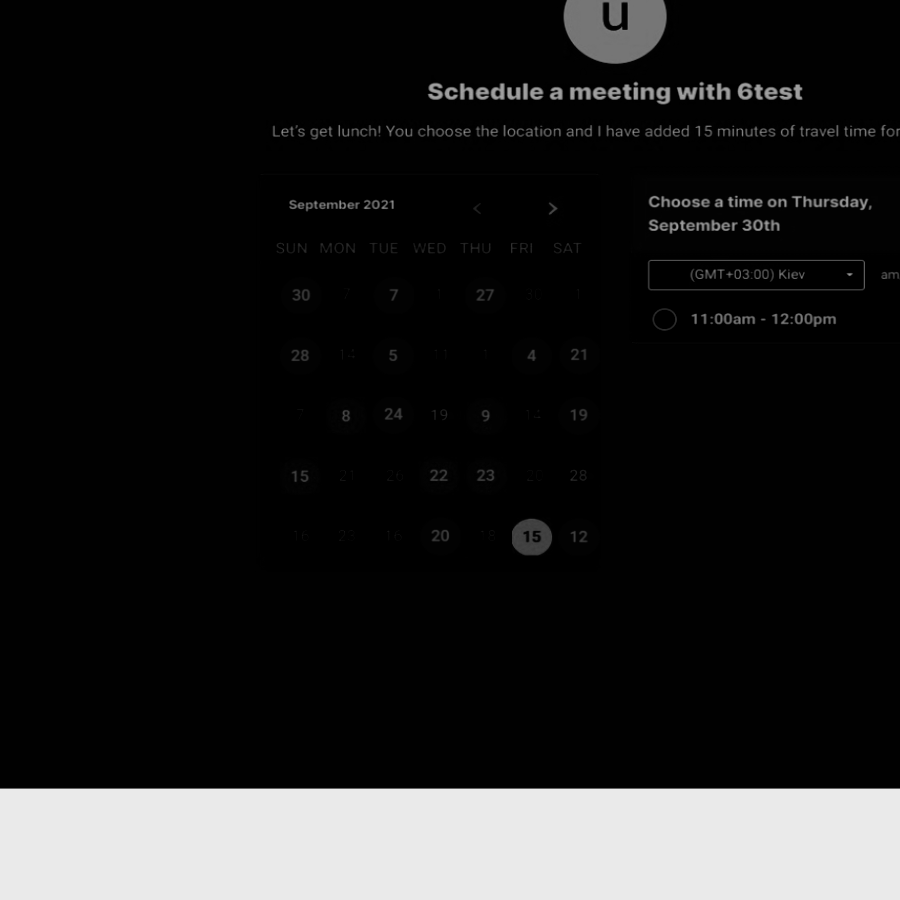 u
Schedule a meeting with 6test
Let's get lunch! You choose the location and I have added 15 minutes of travel time for
September 2021 < >
SUN MON TUE WED THU FRI SAT
30 7 7 1 27 30 1
28 14 5 11 1 4 21
7 8 24 19 9 14 19
15 21 26 22 23 20 28
16 23 16 20 18 15 12
Choose a time on Thursday,
September 30th
(GMT+03:00) Kiev am
11:00am - 12:00pm